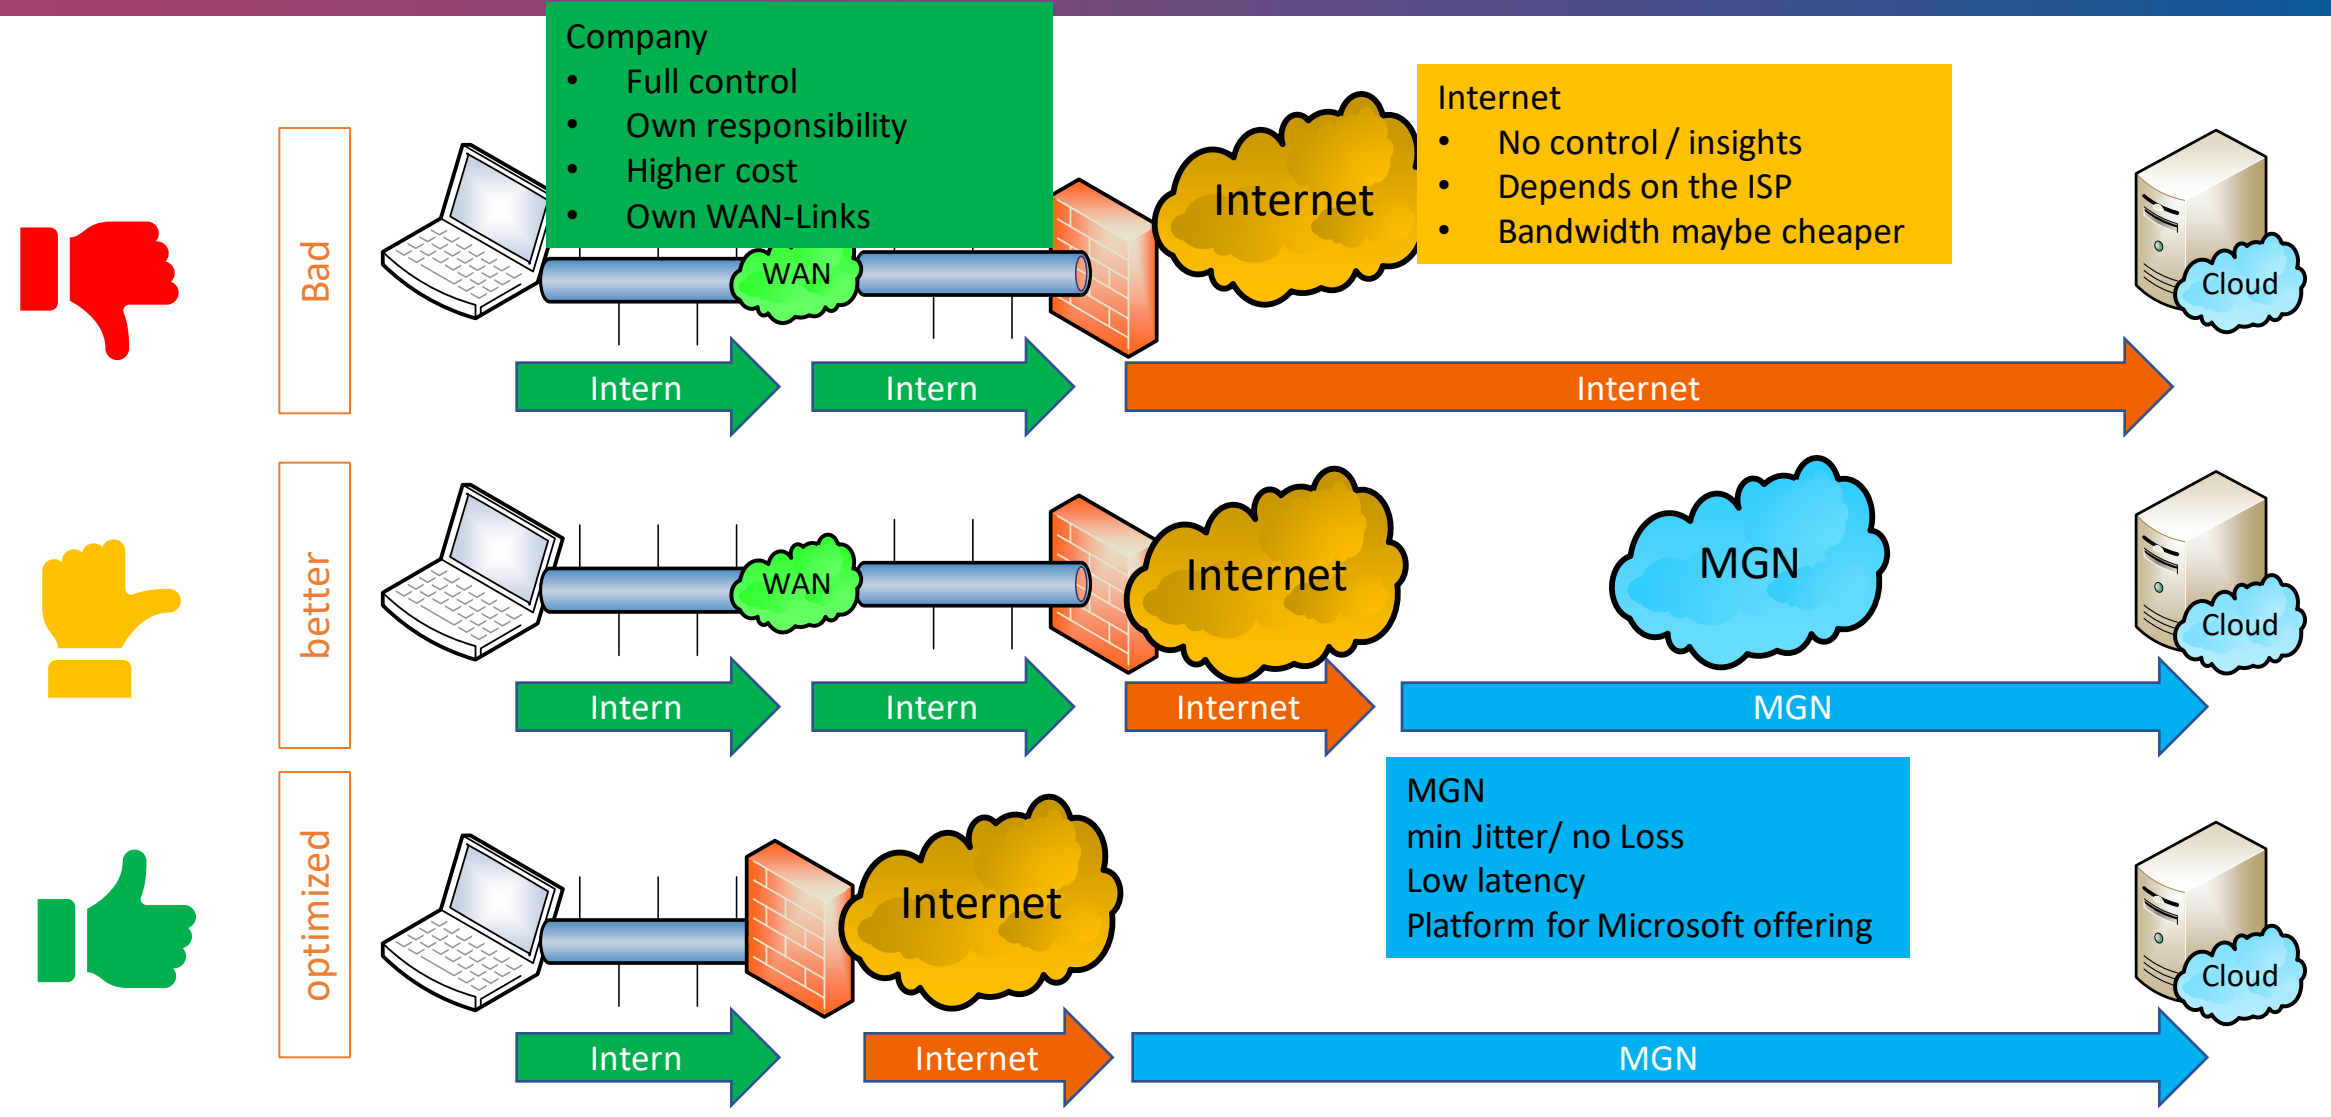 Company
• Full control
• Own responsibility
• Higher cost
• Own WAN-Links
Internet
• No control / insights
• Depends on the ISP
• Bandwidth maybe cheaper
Bad
WAN
Internet
Cloud
Intern
Intern
Internet
better
WAN
Internet
MGN
Cloud
Intern
Intern
Internet
MGN
MGN
min Jitter/ no Loss
Low latency
Platform for Microsoft offering
optimized
Internet
Cloud
Intern
Internet
MGN